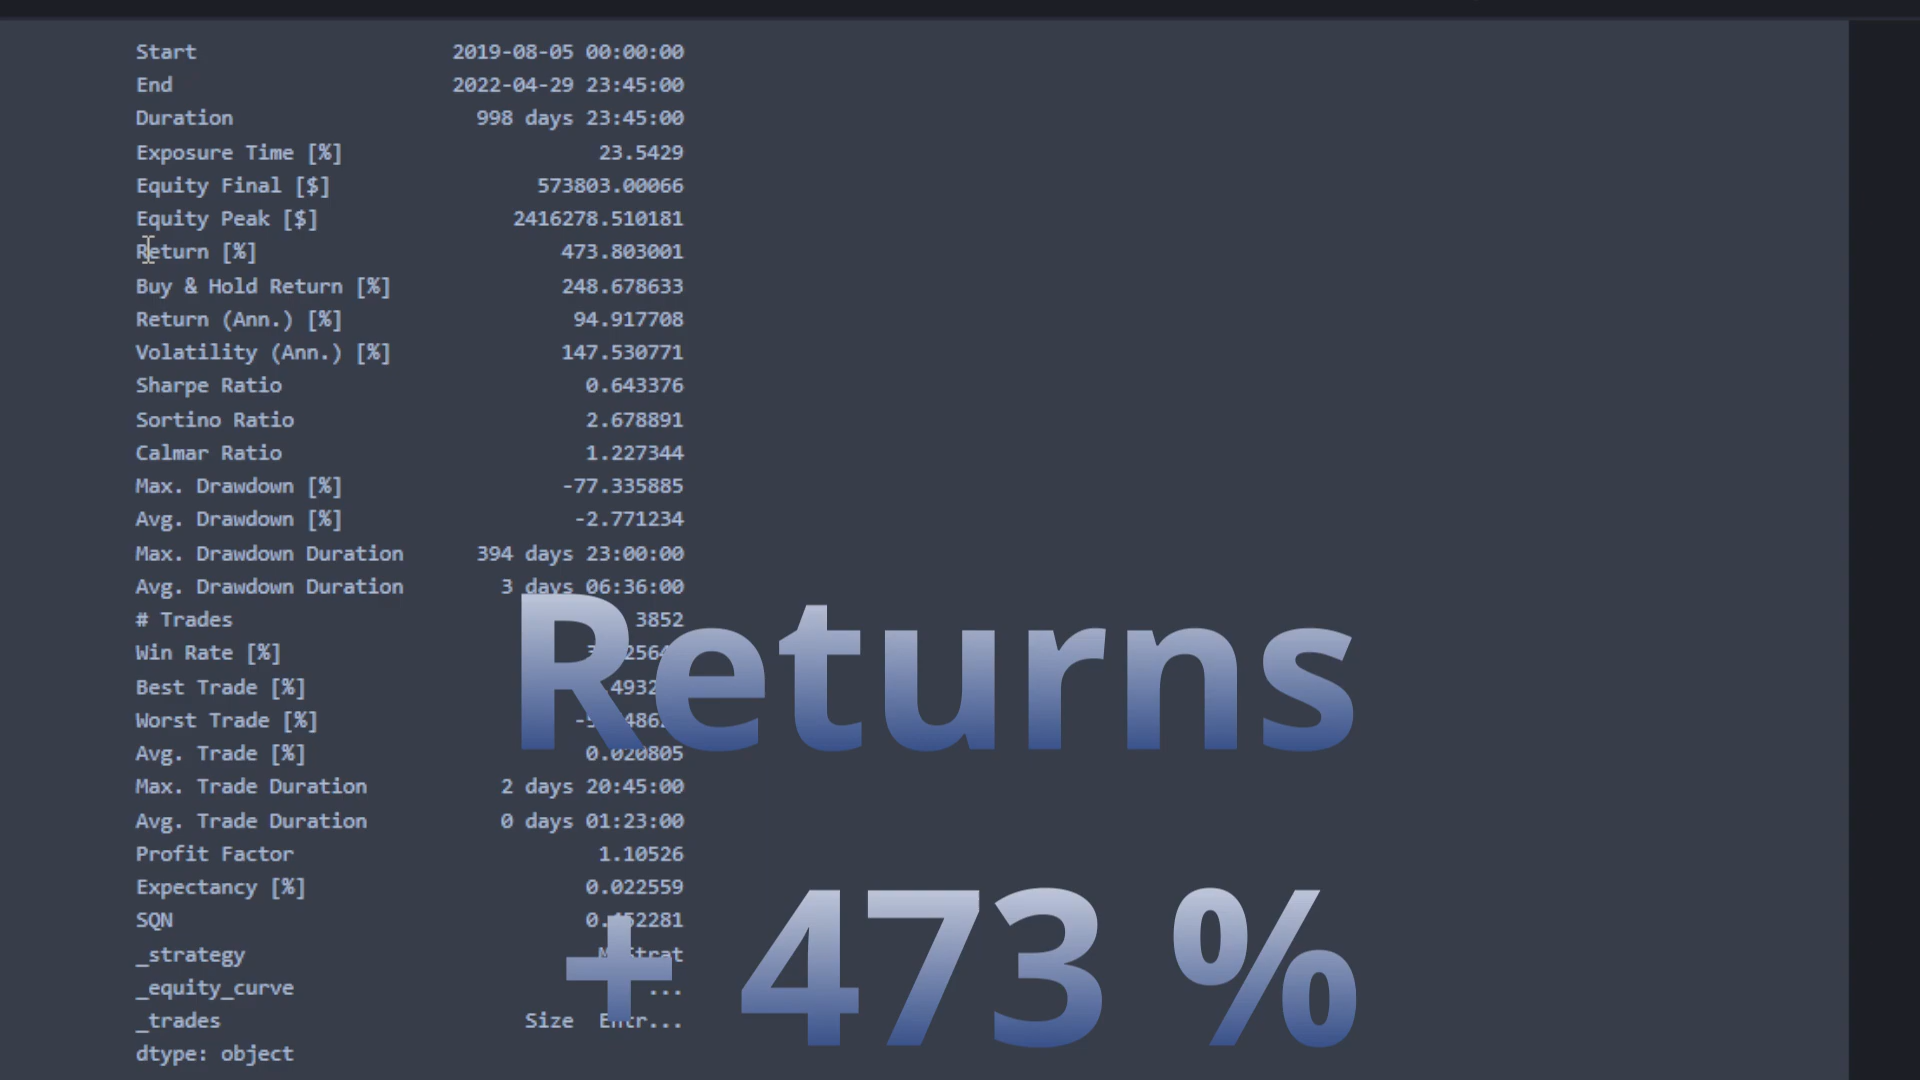 Start 2019-08-05 00:00:00
End 2022-04-29 23:45:00
Duration 998 days 23:45:00
Exposure Time [%] 23.5429
Equity Final [$] 573803.00066
Equity Peak [$] 2416278.510181
Return [%] 473.803001
Buy & Hold Return [%] 248.678633
Return (Ann.) [%] 94.917708
Volatility (Ann.) [%] 147.530771
Sharpe Ratio 0.643376
Sortino Ratio 2.678891
Calmar Ratio 1.227344
Max. Drawdown [%] -77.335885
Avg. Drawdown [%] -2.771234
Max. Drawdown Duration 394 days 23:00:00
Avg. Drawdown Duration 3 days 06:36:00
# Trades 3852
Win Rate [%]
Best Trade [%]
Worst Trade [%]
Avg. Trade [%] 0.020805
Max. Trade Duration 2 days 20:45:00
Avg. Trade Duration 0 days 01:23:00
Profit Factor 1.10526
Expectancy [%] 0.022559
SQN
_strategy
_equity_curve ...
_trades Size Entr...
dtype: object
Returns
+ 473 %